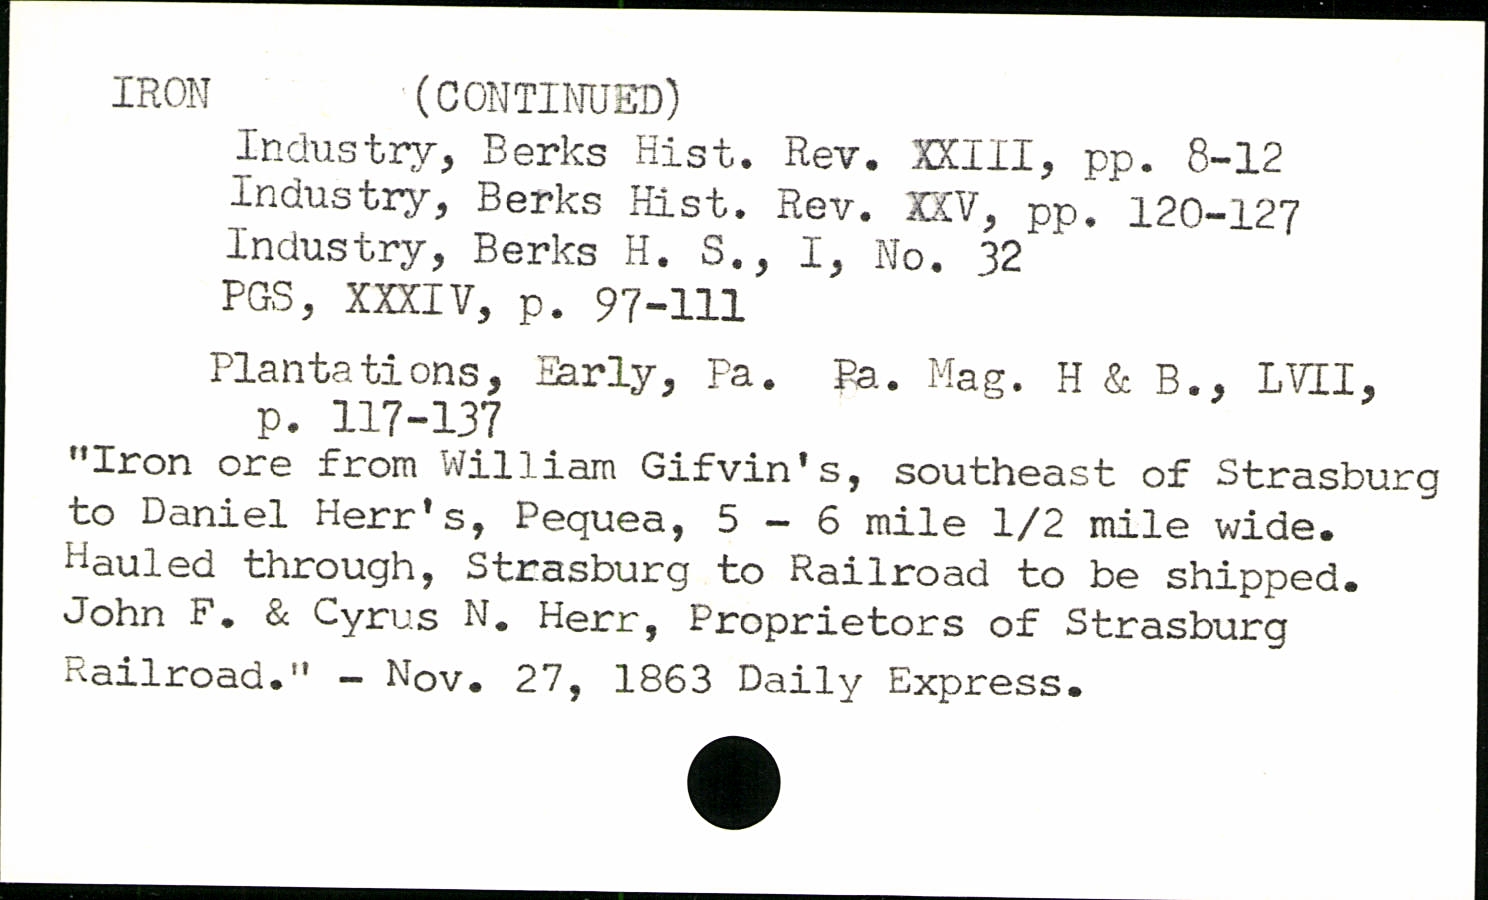 IRON (CONTINUED)
Industry, Berks Hist. Rev. XXIII, pp. 8-12
Industry, Berks Hist. Rev. XXV, pp. 120-127
Industry, Berks H. S., I, No. 32
PGS, XXXIV, p. 97-111
Plantations, Early, Pa. Pa. Mag. H & B., LVII,
p. 117-137
"Iron ore from William Gifvin's, southeast of Strasburg
to Daniel Herr's, Pequea, 5 - 6 mile 1/2 mile wide.
Hauled through, Strasburg to Railroad to be shipped.
John F. & Cyrus N. Herr, Proprietors of Strasburg
Railroad." - Nov. 27, 1863 Daily Express.